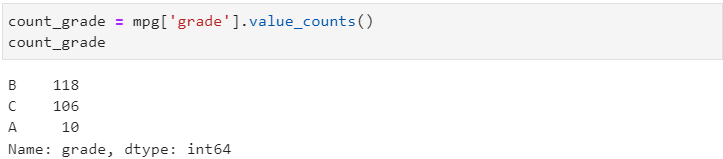 count_grade = mpg['grade'].value_counts()
count_grade
B    118
C    106
A     10
Name: grade, dtype: int64